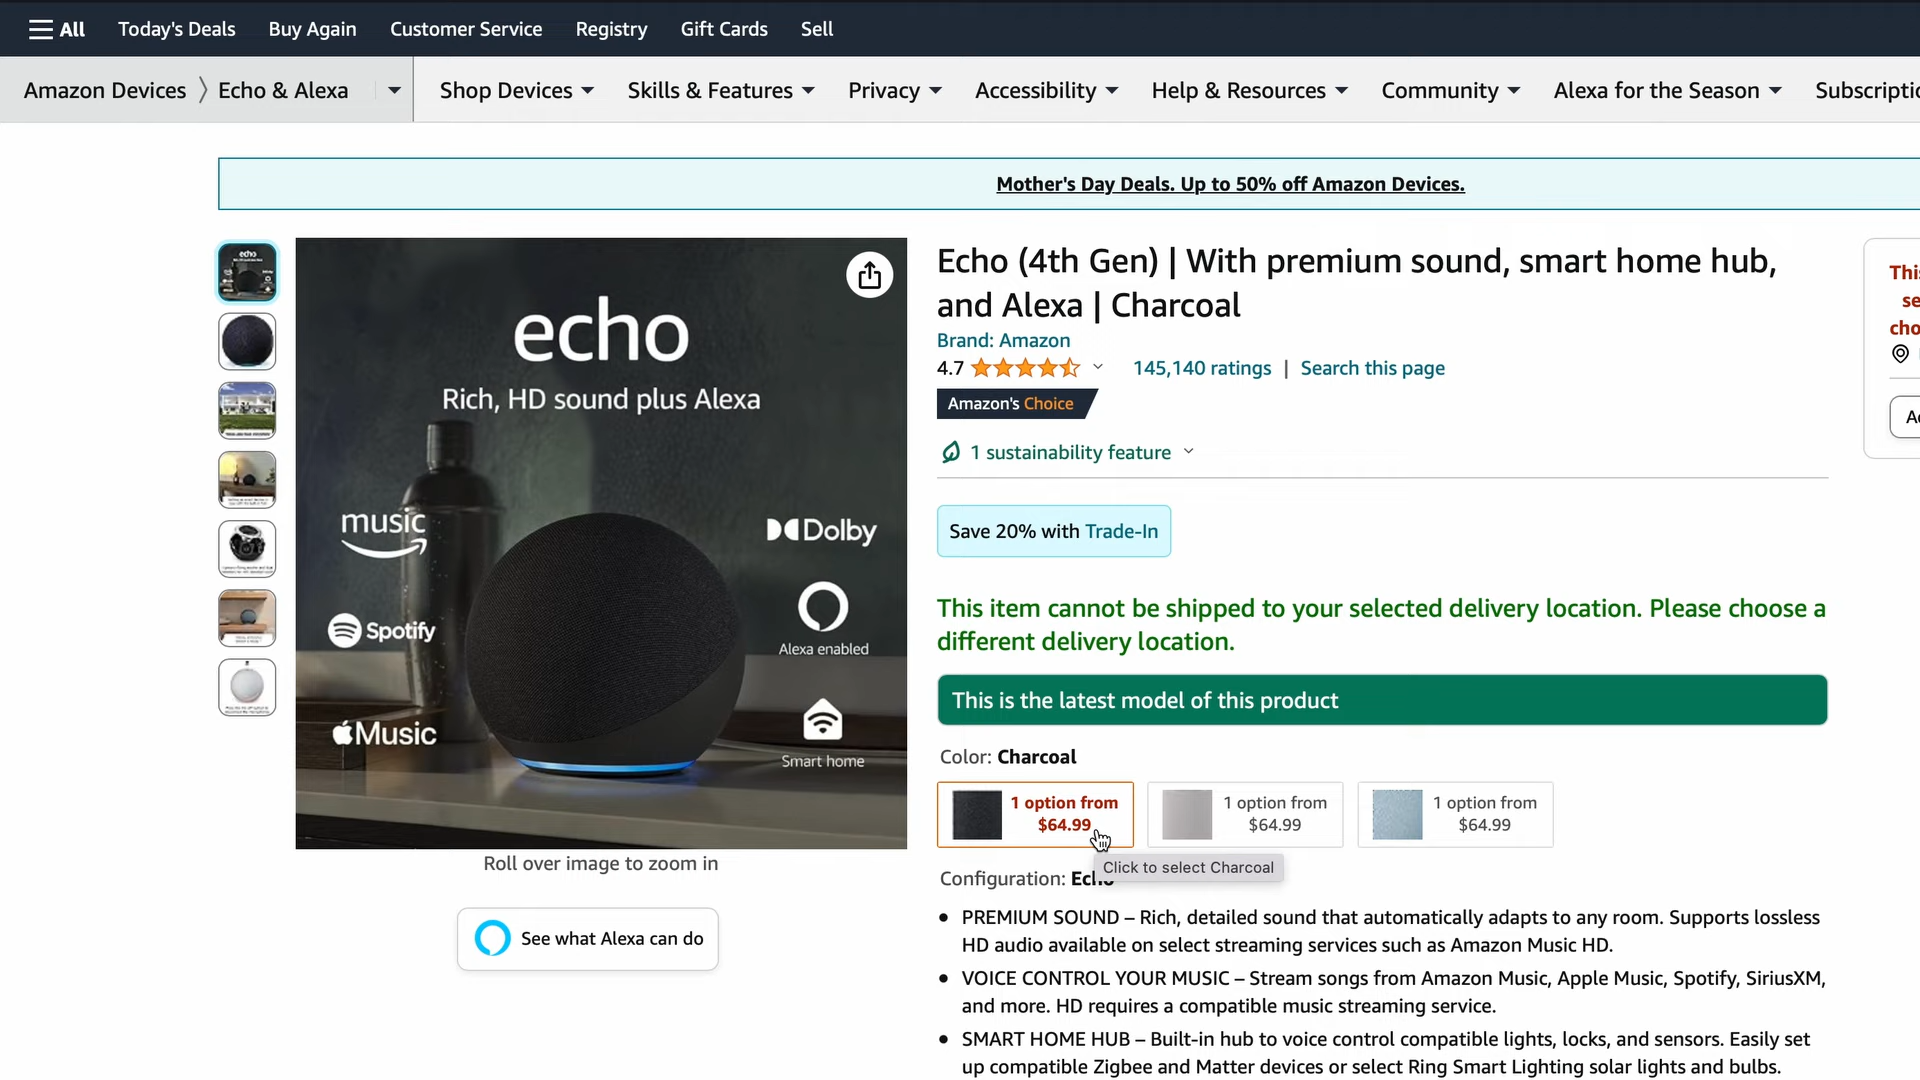 All Today's Deals Buy Again Customer Service Registry Gift Cards Sell
Amazon Devices Echo & Alexa Shop Devices Skills & Features Privacy Accessibility Help & Resources Community Alexa for the Season Subscriptio
Mother's Day Deals. Up to 50% off Amazon Devices.
echo
Rich, HD sound plus Alexa
music
Dolby
Spotify
Alexa enabled
Music
Smart home
Roll over image to zoom in
See what Alexa can do
Echo (4th Gen) | With premium sound, smart home hub,
and Alexa | Charcoal
Brand: Amazon
4.7 145,140 ratings | Search this page
Amazon's Choice
1 sustainability feature
Save 20% with Trade-In
This item cannot be shipped to your selected delivery location. Please choose a
different delivery location.
This is the latest model of this product
Color: Charcoal
1 option from
$64.99
1 option from
$64.99
1 option from
$64.99
Click to select Charcoal
Configuration: Echo
• PREMIUM SOUND – Rich, detailed sound that automatically adapts to any room. Supports lossless
HD audio available on select streaming services such as Amazon Music HD.
• VOICE CONTROL YOUR MUSIC – Stream songs from Amazon Music, Apple Music, Spotify, SiriusXM,
and more. HD requires a compatible music streaming service.
• SMART HOME HUB – Built-in hub to voice control compatible lights, locks, and sensors. Easily set
up compatible Zigbee and Matter devices or select Ring Smart Lighting solar lights and bulbs.
Thi
se
cho
A